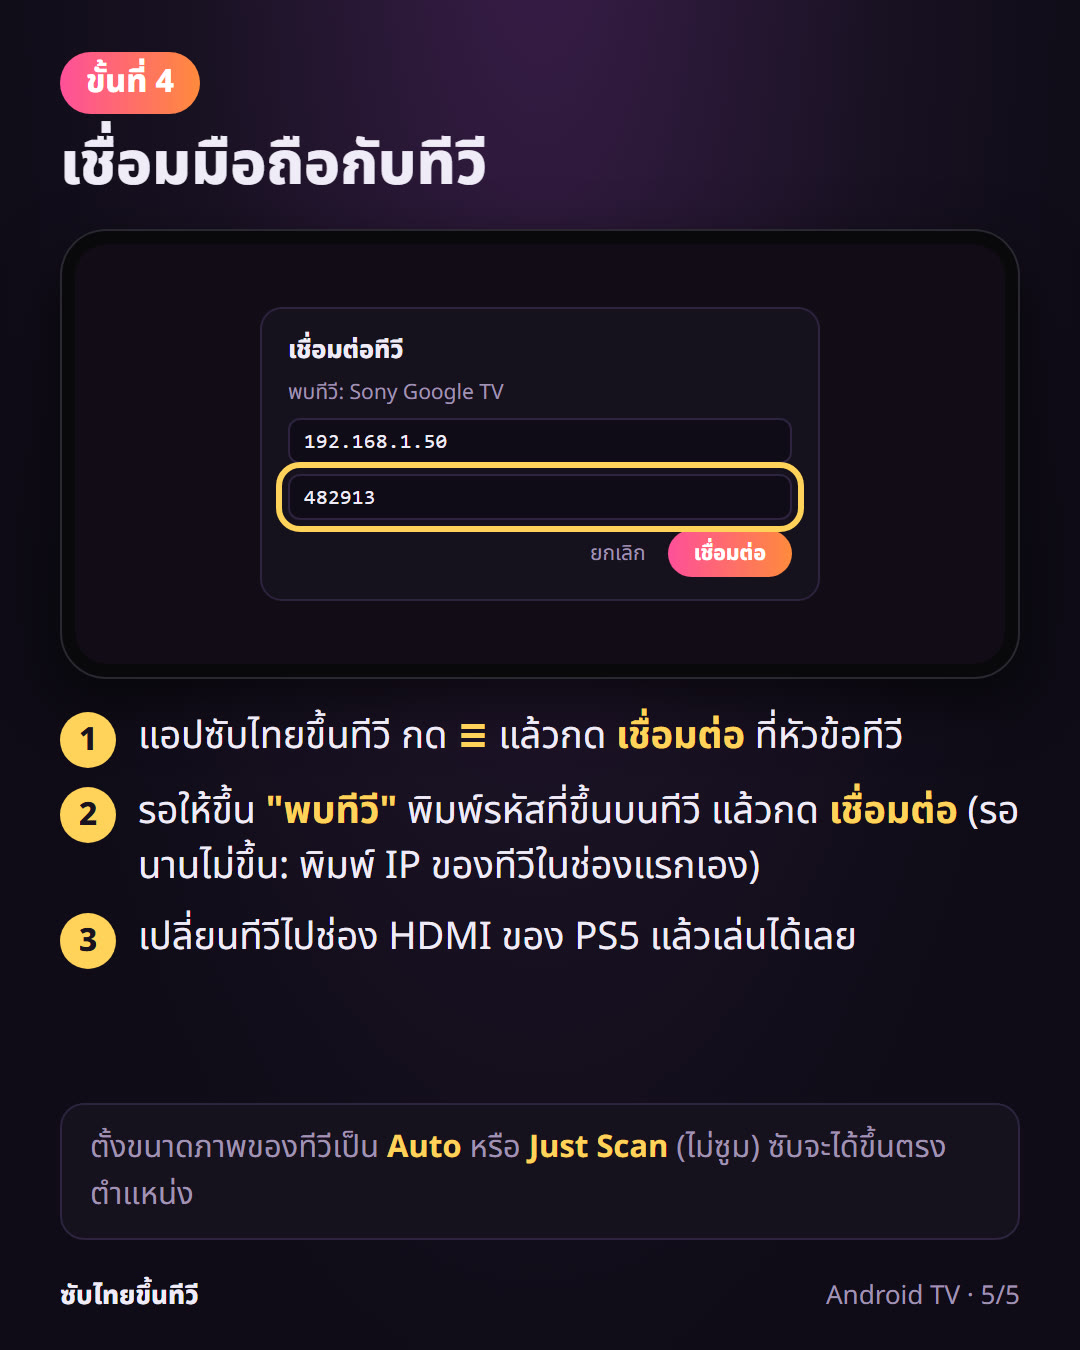 ขั้นที่ 4
เชื่อมมือถือกับทีวี
เชื่อมต่อทีวี
พบทีวี: Sony Google TV
192.168.1.50
482913
ยกเลิก เชื่อมต่อ
1 แอปซับไทยขึ้นทีวี กด ☰ แล้วกด เชื่อมต่อ ที่หัวข้อทีวี
2 รอให้ขึ้น "พบทีวี" พิมพ์รหัสที่ขึ้นบนทีวี แล้วกด เชื่อมต่อ (รอ
นานไม่ขึ้น: พิมพ์ IP ของทีวีในช่องแรกเอง)
3 เปลี่ยนทีวีไปช่อง HDMI ของ PS5 แล้วเล่นได้เลย
ตั้งขนาดภาพของทีวีเป็น Auto หรือ Just Scan (ไม่ซูม) ซับจะได้ขึ้นตรง
ตำแหน่ง
ซับไทยขึ้นทีวี
Android TV · 5/5